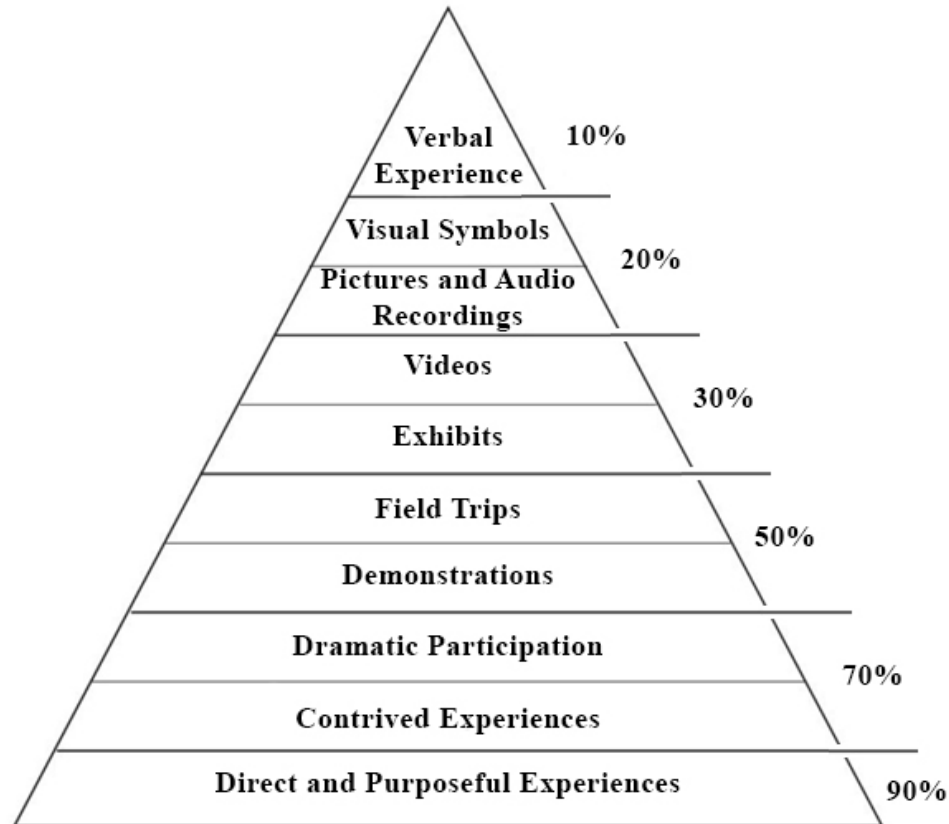 Verbal
Experience
10%
Visual Symbols
20%
Pictures and Audio
Recordings
Videos
30%
Exhibits
Field Trips
50%
Demonstrations
Dramatic Participation
70%
Contrived Experiences
Direct and Purposeful Experiences
90%